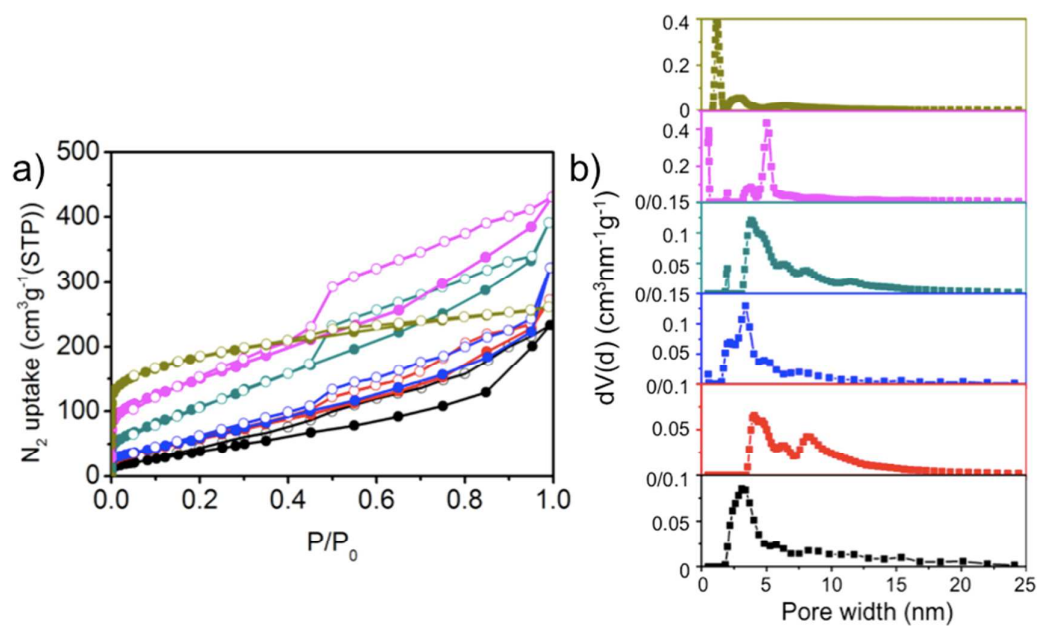 a)
N₂ uptake (cm³g⁻¹(STP))
500
400
300
200
100
0
0.0 0.2 0.4 0.6 0.8 1.0
P/P₀
b)
dV(d) (cm³nm⁻¹g⁻¹)
0.4
0.2
0
0.4
0.2
0/0.15
0.1
0.05
0/0.15
0.1
0.05
0/0.1
0.05
0/0.1
0.05
0
0 5 10 15 20 25
Pore width (nm)